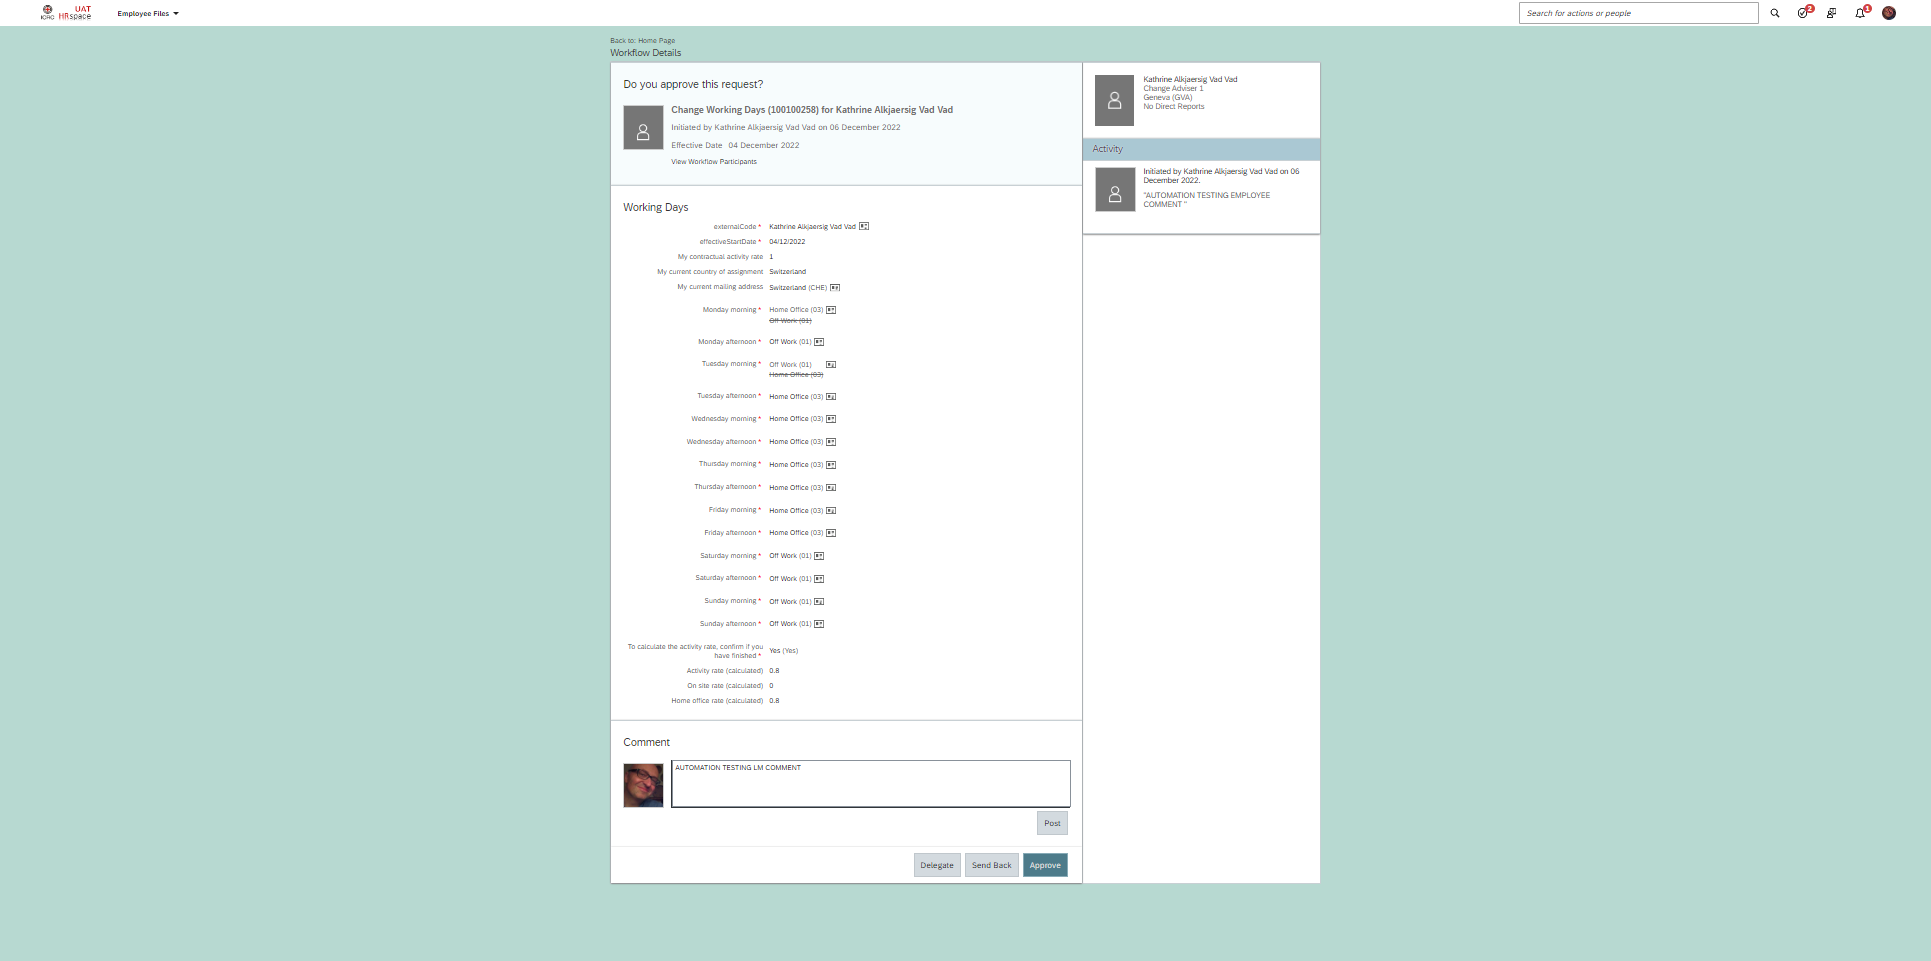 ICRC
UAT
HRspace
Employee Files
Search for actions or people
2
1
Back to: Home Page
Workflow Details
Do you approve this request?
Change Working Days (100100258) for Kathrine Alkjaersig Vad Vad
Initiated by Kathrine Alkjaersig Vad Vad on 06 December 2022
Effective Date 04 December 2022
View Workflow Participants
Working Days
externalCode * Kathrine Alkjaersig Vad Vad
effectiveStartDate * 04/12/2022
My contractual activity rate 1
My current country of assignment Switzerland
My current mailing address Switzerland (CHE)
Monday morning * Home Office (03)
Off Work (01)
Monday afternoon * Off Work (01)
Tuesday morning * Off Work (01)
Home Office (03)
Tuesday afternoon * Home Office (03)
Wednesday morning * Home Office (03)
Wednesday afternoon * Home Office (03)
Thursday morning * Home Office (03)
Thursday afternoon * Home Office (03)
Friday morning * Home Office (03)
Friday afternoon * Home Office (03)
Saturday morning * Off Work (01)
Saturday afternoon * Off Work (01)
Sunday morning * Off Work (01)
Sunday afternoon * Off Work (01)
To calculate the activity rate, confirm if you
have finished * Yes (Yes)
Activity rate (calculated) 0.8
On site rate (calculated) 0
Home office rate (calculated) 0.8
Comment
AUTOMATION TESTING LM COMMENT
Post
Delegate
Send Back
Approve
Kathrine Alkjaersig Vad Vad
Change Adviser 1
Geneva (GVA)
No Direct Reports
Activity
Initiated by Kathrine Alkjaersig Vad Vad on 06
December 2022.
"AUTOMATION TESTING EMPLOYEE
COMMENT "